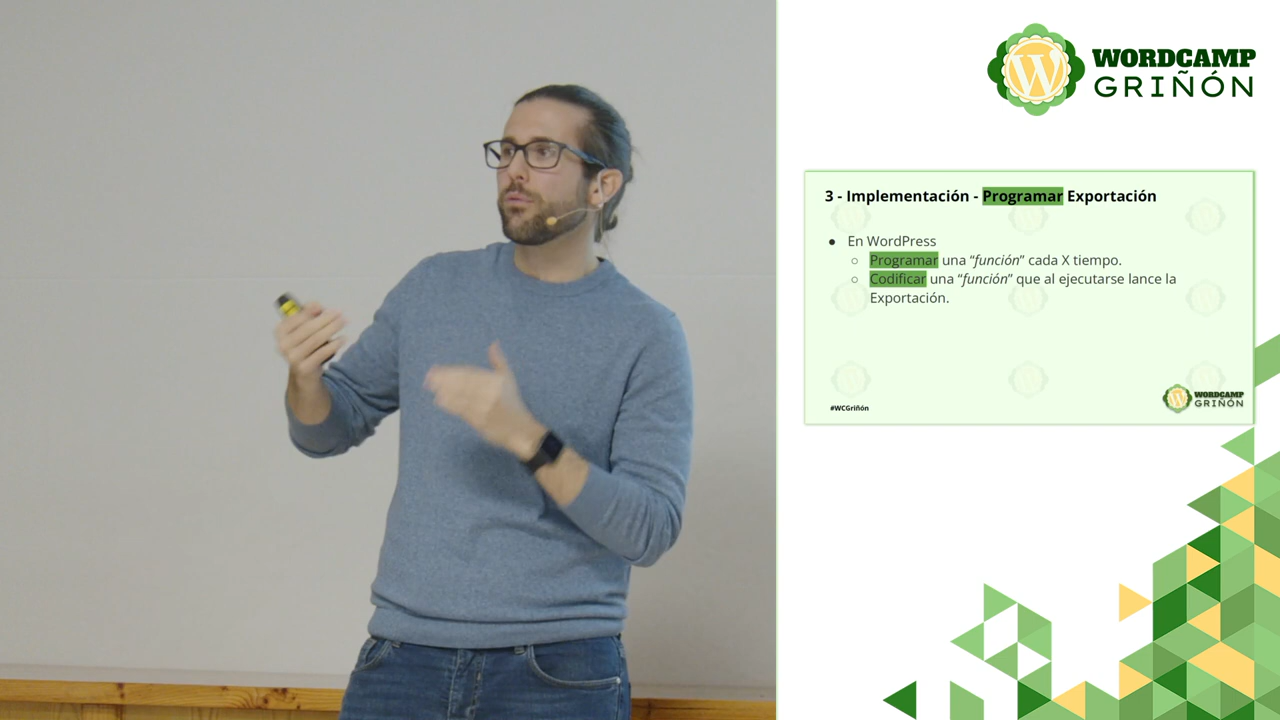 WORDCAMP
GRIÑÓN
3 - Implementación - Programar Exportación
● En WordPress
○ Programar una “función” cada X tiempo.
○ Codificar una “función” que al ejecutarse lance la
Exportación.
#WCGriñón
WORDCAMP
GRIÑÓN